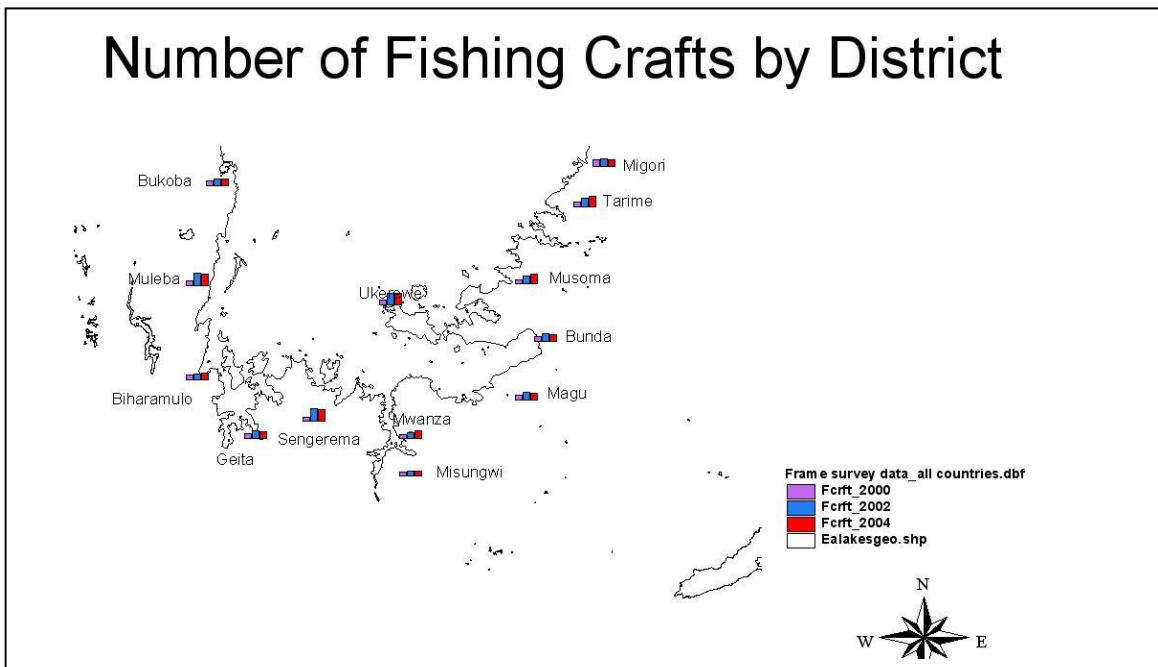 Number of Fishing Crafts by District
Migori
Bukoba
Tarime
Muleba
Musoma
Ukerewe
Bunda
Biharamulo
Magu
Mwanza
Sengerema
Geita
Misungwi
Frame survey data_all countries.dbf
Fcrft_2000
Fcrft_2002
Fcrft_2004
Ealakesgeo.shp
N
W E